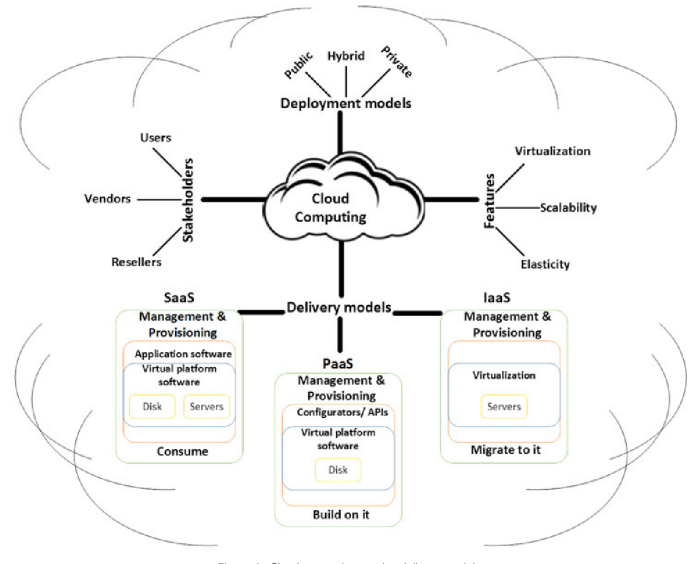 Public
Hybrid
Private
Deployment models
Users
Vendors
Resellers
Stakeholders
Cloud
Computing
Features
Virtualization
Scalability
Elasticity
Delivery models
SaaS
Management &
Provisioning
Application software
Virtual platform
software
Disk
Servers
Consume
PaaS
Management &
Provisioning
Configurators/ APIs
Virtual platform
software
Disk
Build on it
IaaS
Management &
Provisioning
Virtualization
Servers
Migrate to it